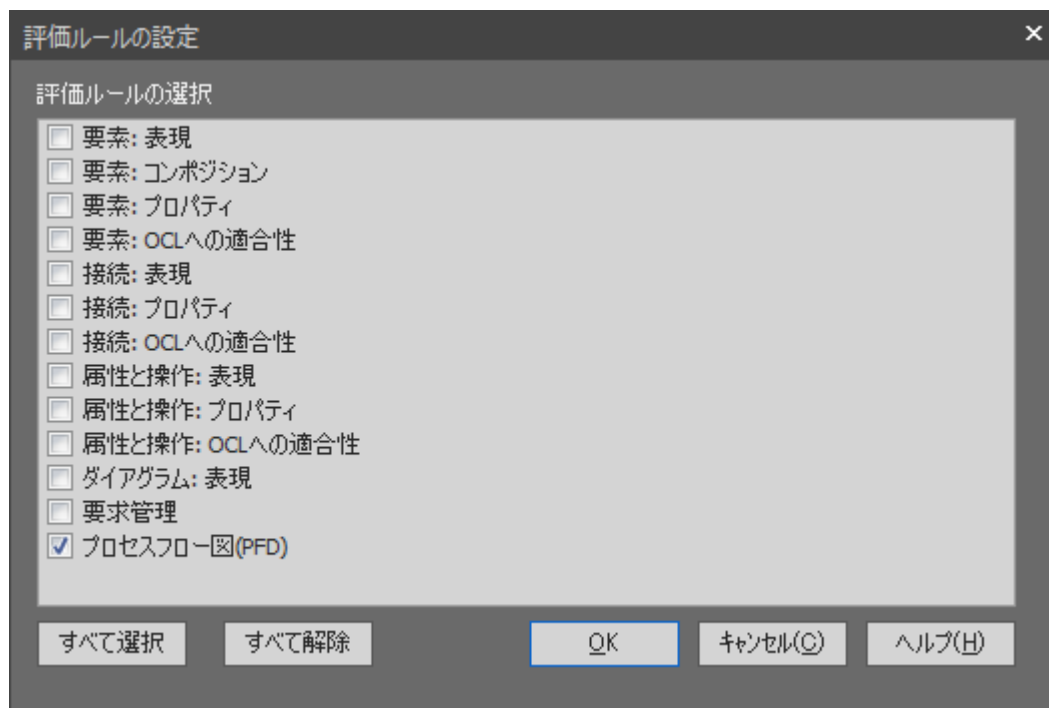 評価ルールの設定
評価ルールの選択
要素: 表現
要素: コンポジション
要素: プロパティ
要素: OCLへの適合性
接続: 表現
接続: プロパティ
接続: OCLへの適合性
属性と操作: 表現
属性と操作: プロパティ
属性と操作: OCLへの適合性
ダイアグラム: 表現
要求管理
プロセスフロー図(PFD)
すべて選択 すべて解除 OK キャンセル(C) ヘルプ(H)